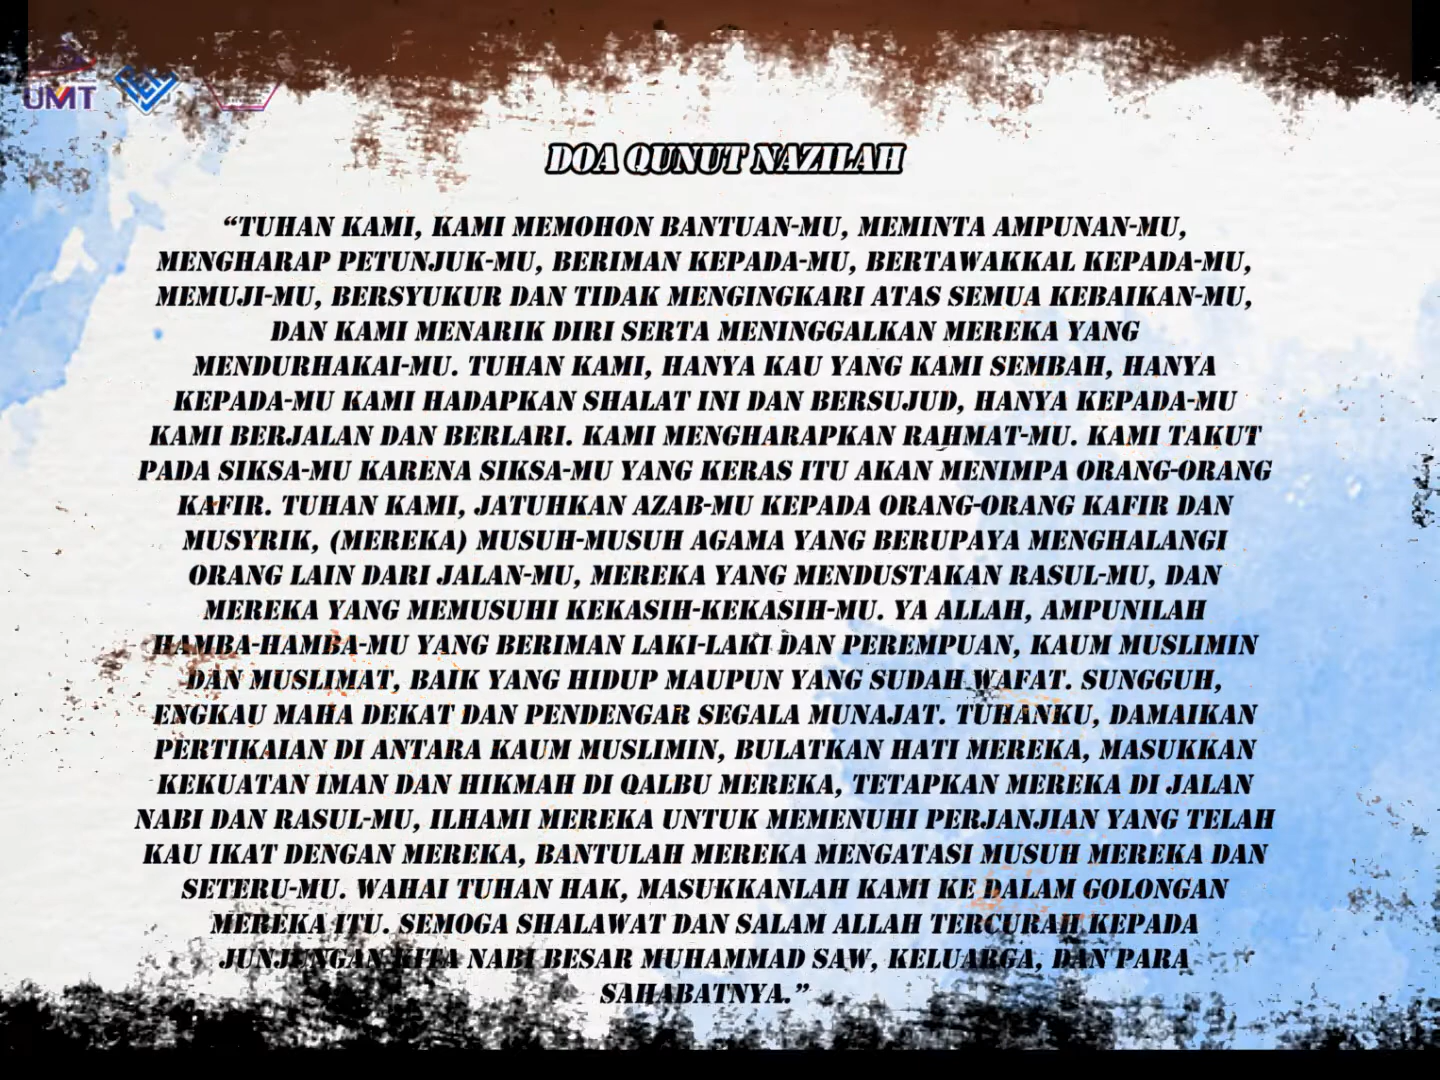 UMT
DOA QUNUT NAZILAH
“TUHAN KAMI, KAMI MEMOHON BANTUAN-MU, MEMINTA AMPUNAN-MU,
MENGHARAP PETUNJUK-MU, BERIMAN KEPADA-MU, BERTAWAKKAL KEPADA-MU,
MEMUJI-MU, BERSYUKUR DAN TIDAK MENGINGKARI ATAS SEMUA KEBAIKAN-MU,
DAN KAMI MENARIK DIRI SERTA MENINGGALKAN MEREKA YANG
MENDURHAKAI-MU. TUHAN KAMI, HANYA KAU YANG KAMI SEMBAH, HANYA
KEPADA-MU KAMI HADAPKAN SHALAT INI DAN BERSUJUD, HANYA KEPADA-MU
KAMI BERJALAN DAN BERLARI. KAMI MENGHARAPKAN RAHMAT-MU. KAMI TAKUT
PADA SIKSA-MU KARENA SIKSA-MU YANG KERAS ITU AKAN MENIMPA ORANG-ORANG
KAFIR. TUHAN KAMI, JATUHKAN AZAB-MU KEPADA ORANG-ORANG KAFIR DAN
MUSYRIK, (MEREKA) MUSUH-MUSUH AGAMA YANG BERUPAYA MENGHALANGI
ORANG LAIN DARI JALAN-MU, MEREKA YANG MENDUSTAKAN RASUL-MU, DAN
MEREKA YANG MEMUSUHI KEKASIH-KEKASIH-MU. YA ALLAH, AMPUNILAH
HAMBA-HAMBA-MU YANG BERIMAN LAKI-LAKI DAN PEREMPUAN, KAUM MUSLIMIN
DAN MUSLIMAT, BAIK YANG HIDUP MAUPUN YANG SUDAH WAFAT. SUNGGUH,
ENGKAU MAHA DEKAT DAN PENDENGAR SEGALA MUNAJAT. TUHANKU, DAMAIKAN
PERTIKAIAN DI ANTARA KAUM MUSLIMIN, BULATKAN HATI MEREKA, MASUKKAN
KEKUATAN IMAN DAN HIKMAH DI QALBU MEREKA, TETAPKAN MEREKA DI JALAN
NABI DAN RASUL-MU, ILHAMI MEREKA UNTUK MEMENUHI PERJANJIAN YANG TELAH
KAU IKAT DENGAN MEREKA, BANTULAH MEREKA MENGATASI MUSUH MEREKA DAN
SETERU-MU. WAHAI TUHAN HAK, MASUKKANLAH KAMI KE DALAM GOLONGAN
MEREKA ITU. SEMOGA SHALAWAT DAN SALAM ALLAH TERCURAH KEPADA
JUNJUNGAN KITA NABI BESAR MUHAMMAD SAW, KELUARGA, DAN PARA
SAHABATNYA.”